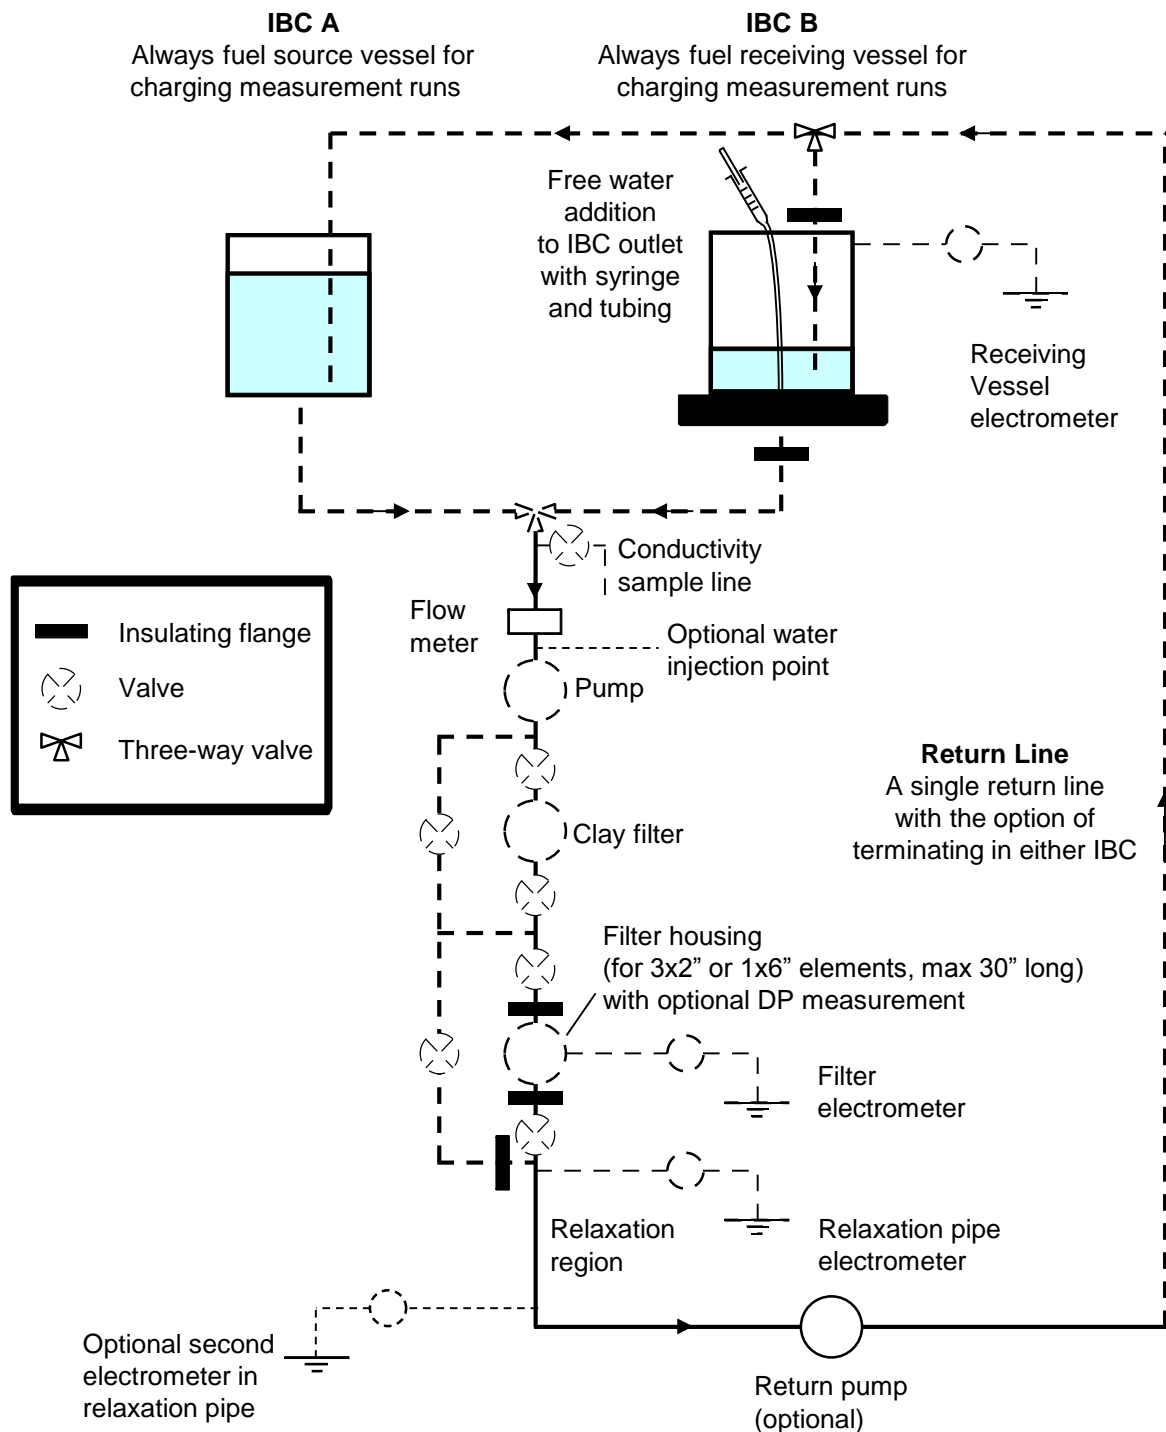 IBC A
Always fuel source vessel for
charging measurement runs
IBC B
Always fuel receiving vessel for
charging measurement runs
Free water
addition
to IBC outlet
with syringe
and tubing
Receiving
Vessel
electrometer
Conductivity
sample line
Flow
meter
Optional water
injection point
Pump
Insulating flange
Valve
Three-way valve
Clay filter
Return Line
A single return line
with the option of
terminating in either IBC
Filter housing
(for 3x2” or 1x6” elements, max 30” long)
with optional DP measurement
Filter
electrometer
Relaxation
region
Relaxation pipe
electrometer
Optional second
electrometer in
relaxation pipe
Return pump
(optional)